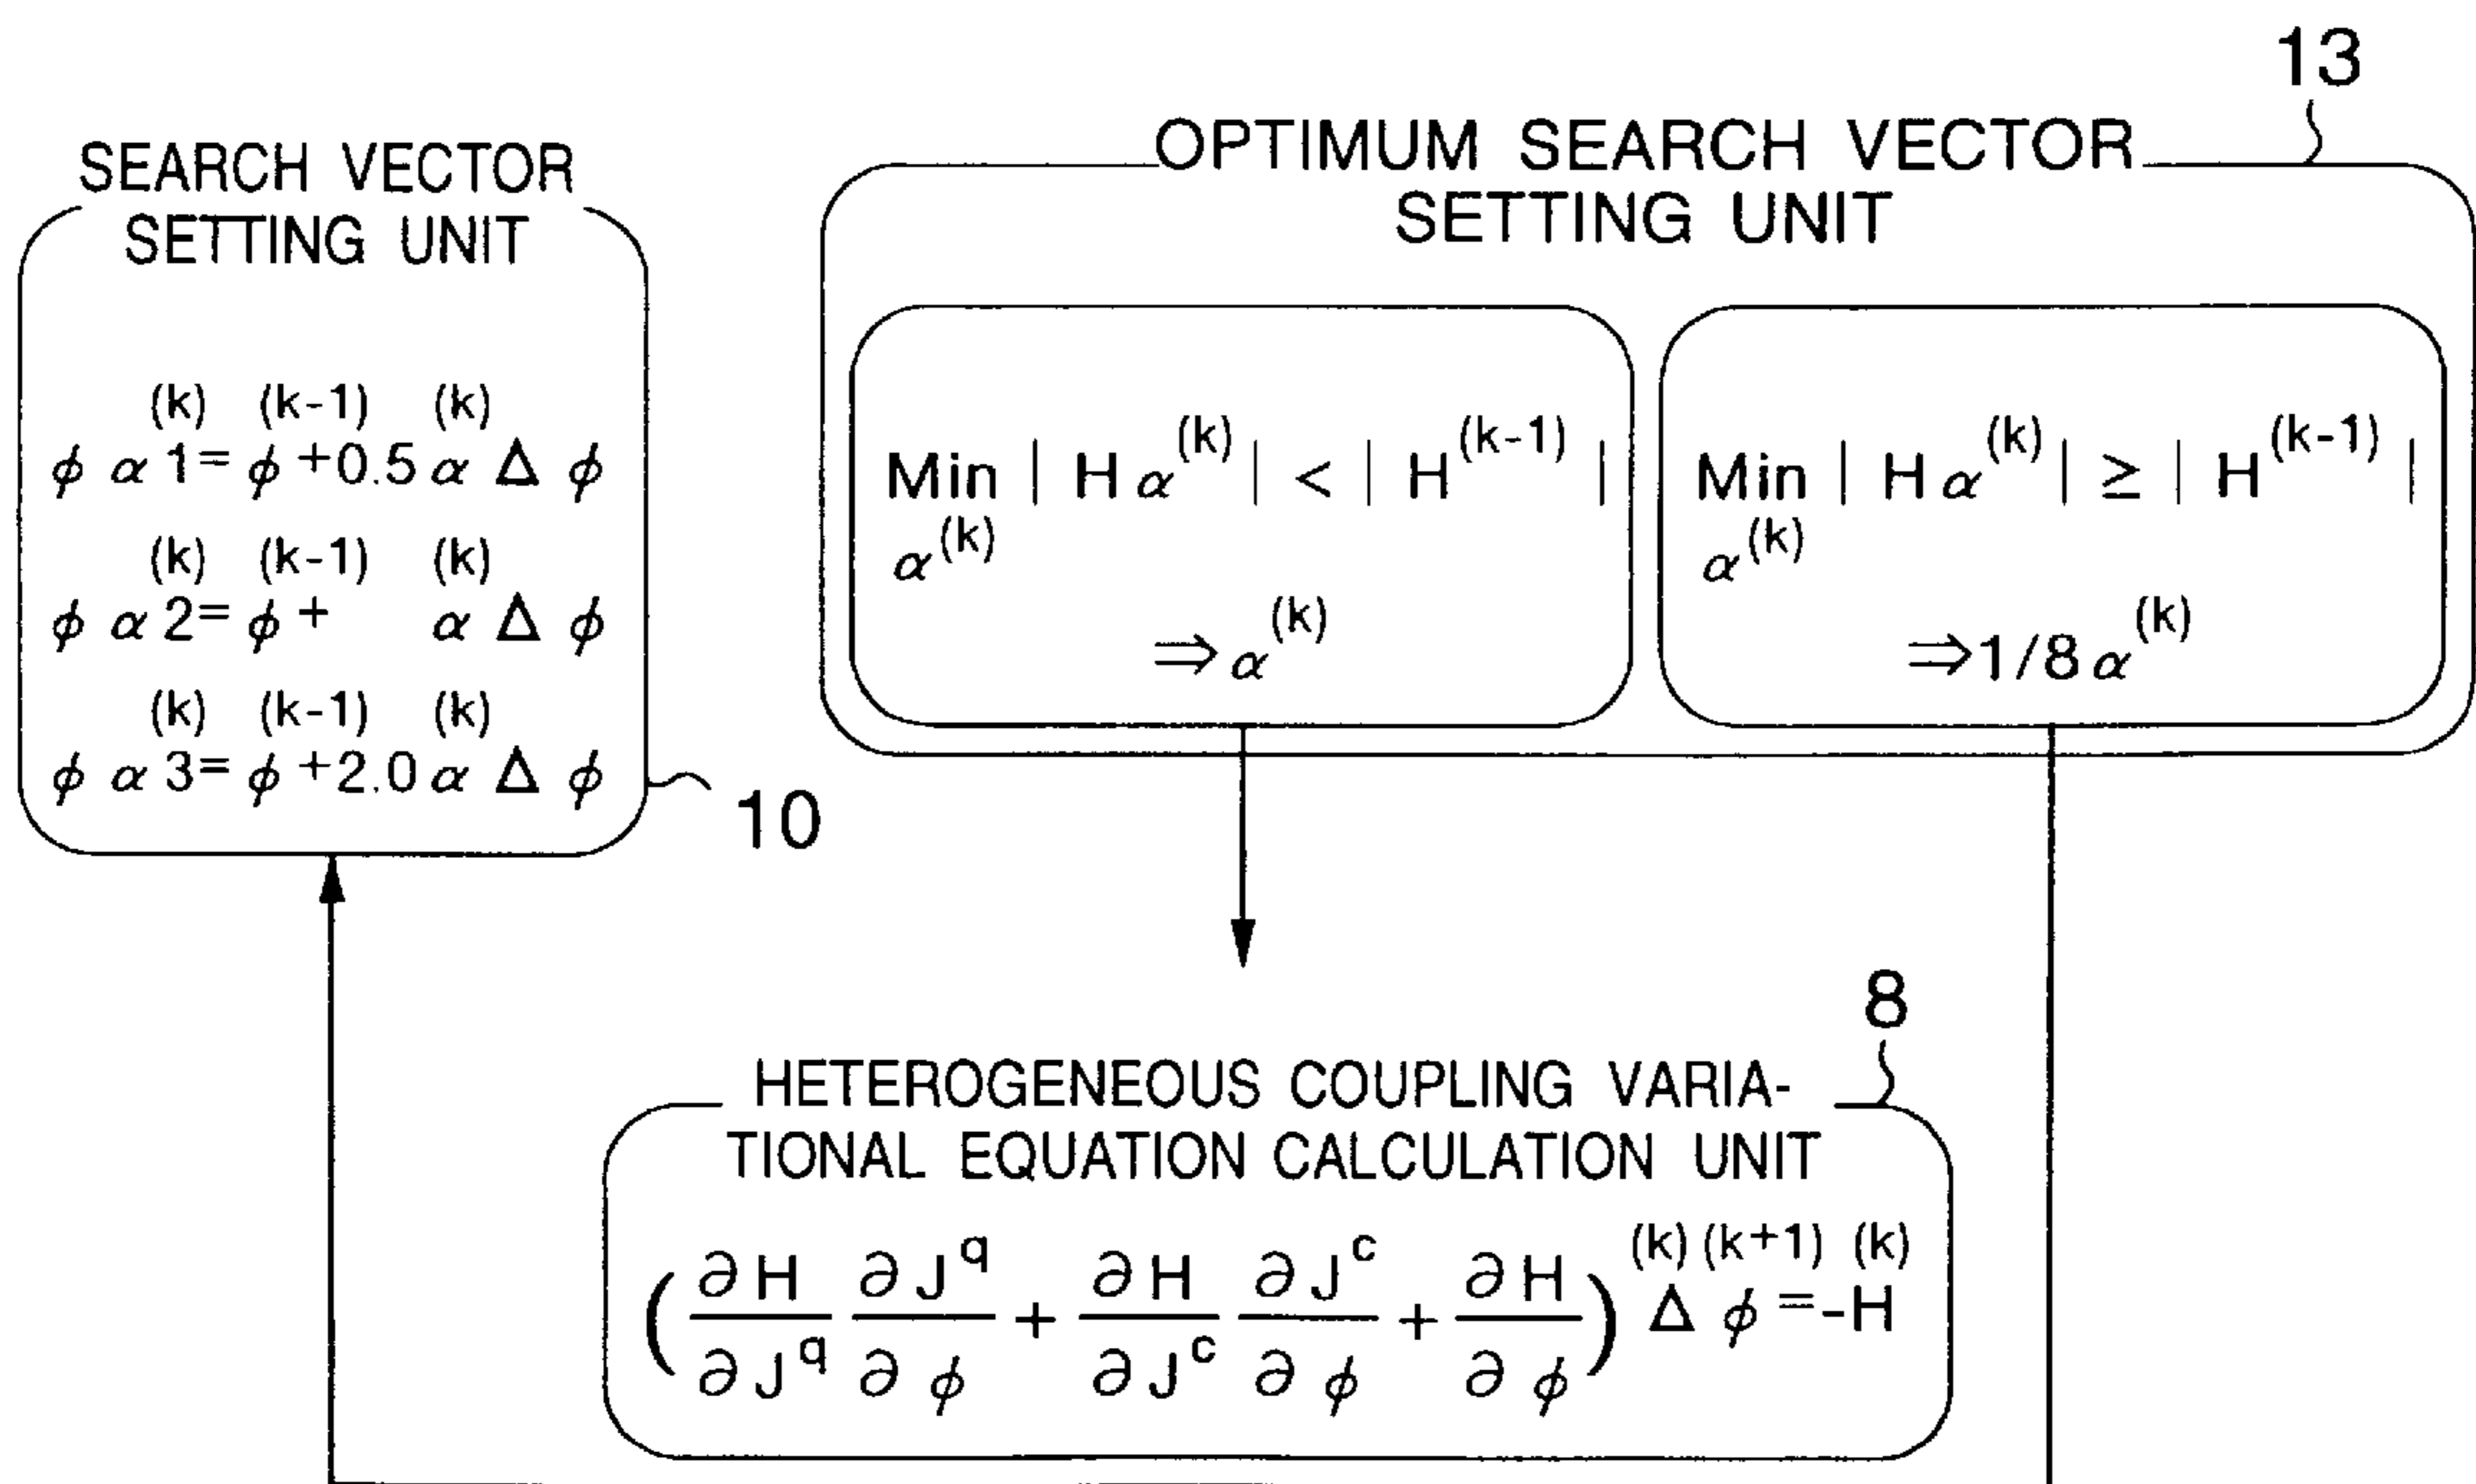 13
SEARCH VECTOR
SETTING UNIT
(k) (k-1) (k)
ϕ α 1= ϕ +0.5 α Δ ϕ
(k) (k-1) (k)
ϕ α 2= ϕ + α Δ ϕ
(k) (k-1) (k)
ϕ α 3= ϕ +2.0 α Δ ϕ
10
OPTIMUM SEARCH VECTOR
SETTING UNIT
Min | H α^(k) | < | H^(k-1) |
α^(k)
⇒ α^(k)
Min | H α^(k) | ≥ | H^(k-1) |
α^(k)
⇒ 1/8 α^(k)
8
HETEROGENEOUS COUPLING VARIA-
TIONAL EQUATION CALCULATION UNIT
(k) (k+1) (k)
( ∂H/∂J^q ∂J^q/∂ϕ + ∂H/∂J^c ∂J^c/∂ϕ + ∂H/∂ϕ ) Δ ϕ = -H